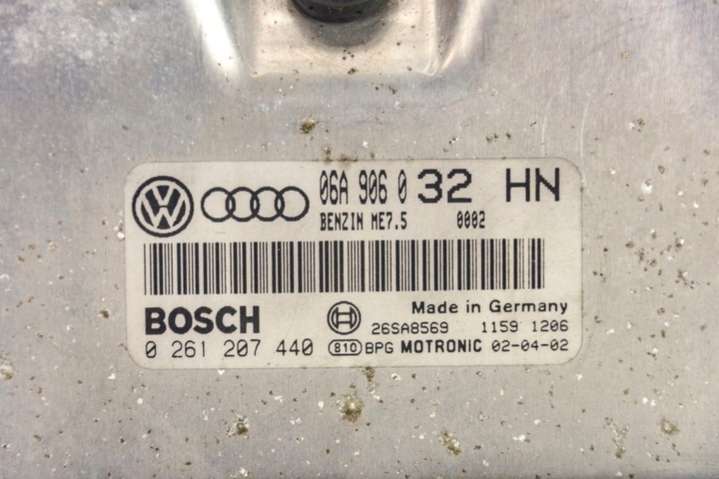 06A 906 032 HN
BENZIN ME7.5 0002
BOSCH Made in Germany
26SA8569 1159 1206
0 261 207 440 810 BPG MOTRONIC 02-04-02